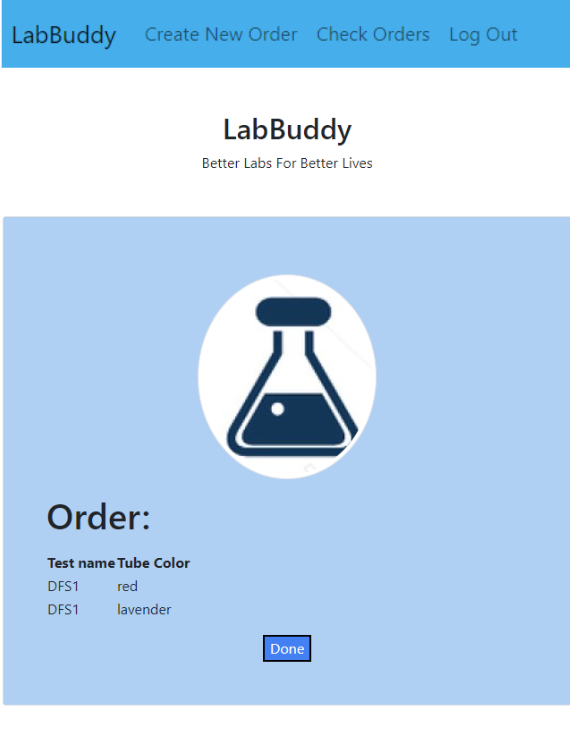 LabBuddy Create New Order Check Orders Log Out
LabBuddy
Better Labs For Better Lives
Order:
Test name Tube Color
DFS1 red
DFS1 lavender
Done